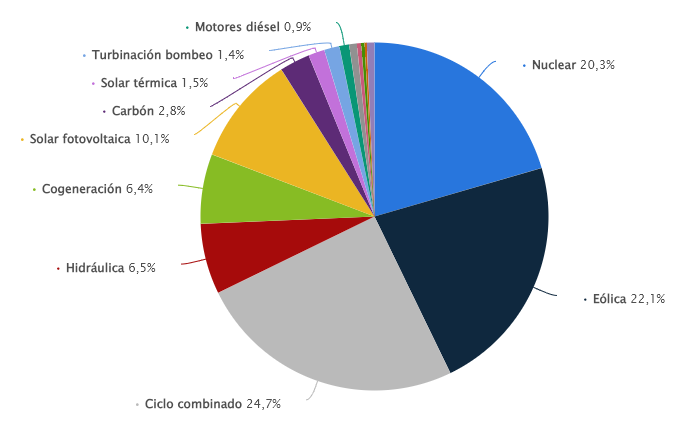 Motores diésel 0,9%
Turbinación bombeo 1,4%
Solar térmica 1,5%
Carbón 2,8%
Solar fotovoltaica 10,1%
Cogeneración 6,4%
Hidráulica 6,5%
Ciclo combinado 24,7%
Nuclear 20,3%
Eólica 22,1%